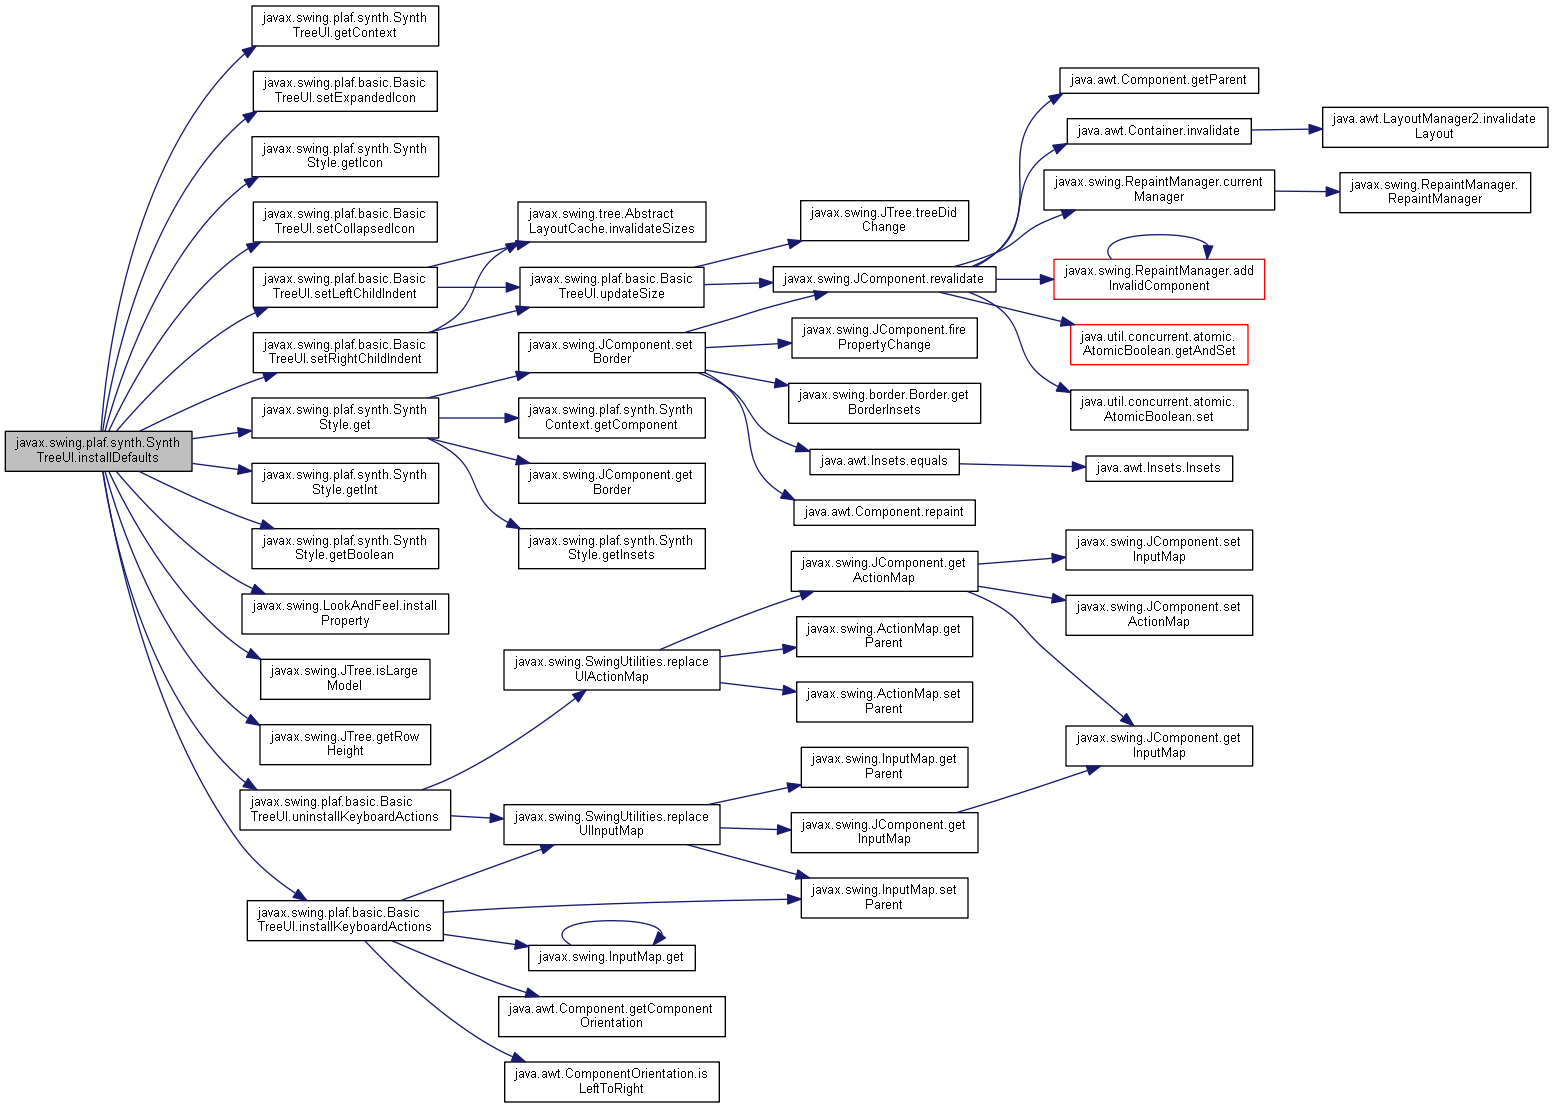 javax.swing.plaf.synth.Synth
TreeUI.installDefaults
javax.swing.plaf.synth.Synth
TreeUI.getContext
javax.swing.plaf.basic.Basic
TreeUI.setExpandedIcon
javax.swing.plaf.synth.Synth
Style.getIcon
javax.swing.plaf.basic.Basic
TreeUI.setCollapsedIcon
javax.swing.plaf.basic.Basic
TreeUI.setLeftChildIndent
javax.swing.plaf.basic.Basic
TreeUI.setRightChildIndent
javax.swing.plaf.synth.Synth
Style.get
javax.swing.plaf.synth.Synth
Style.getInt
javax.swing.plaf.synth.Synth
Style.getBoolean
javax.swing.LookAndFeel.install
Property
javax.swing.JTree.isLarge
Model
javax.swing.JTree.getRow
Height
javax.swing.plaf.basic.Basic
TreeUI.uninstallKeyboardActions
javax.swing.plaf.basic.Basic
TreeUI.installKeyboardActions
javax.swing.tree.Abstract
LayoutCache.invalidateSizes
javax.swing.plaf.basic.Basic
TreeUI.updateSize
javax.swing.JComponent.set
Border
javax.swing.plaf.synth.Synth
Context.getComponent
javax.swing.JComponent.get
Border
javax.swing.plaf.synth.Synth
Style.getInsets
javax.swing.SwingUtilities.replace
UIActionMap
javax.swing.SwingUtilities.replace
UIInputMap
javax.swing.InputMap.get
java.awt.Component.getComponent
Orientation
java.awt.ComponentOrientation.is
LeftToRight
javax.swing.JTree.treeDid
Change
javax.swing.JComponent.revalidate
javax.swing.JComponent.fire
PropertyChange
javax.swing.border.Border.get
BorderInsets
java.awt.Insets.equals
java.awt.Component.repaint
javax.swing.JComponent.get
ActionMap
javax.swing.ActionMap.get
Parent
javax.swing.ActionMap.set
Parent
javax.swing.InputMap.get
Parent
javax.swing.JComponent.get
InputMap
javax.swing.InputMap.set
Parent
java.awt.Component.getParent
java.awt.Container.invalidate
javax.swing.RepaintManager.current
Manager
javax.swing.RepaintManager.add
InvalidComponent
java.util.concurrent.atomic.
AtomicBoolean.getAndSet
java.util.concurrent.atomic.
AtomicBoolean.set
java.awt.Insets.Insets
javax.swing.JComponent.set
InputMap
javax.swing.JComponent.set
ActionMap
javax.swing.JComponent.get
InputMap
java.awt.LayoutManager2.invalidate
Layout
javax.swing.RepaintManager.
RepaintManager